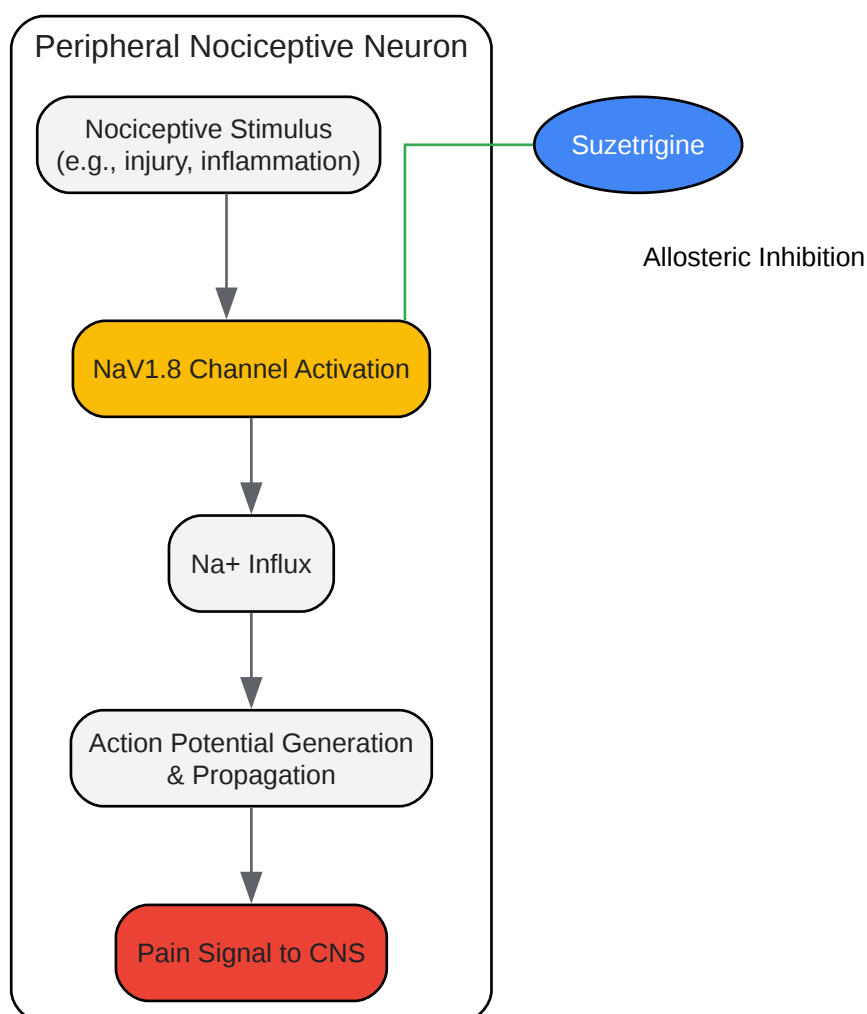 Peripheral Nociceptive Neuron
Nociceptive Stimulus
(e.g., injury, inflammation)
Suzetrigine
Allosteric Inhibition
NaV1.8 Channel Activation
Na+ Influx
Action Potential Generation
& Propagation
Pain Signal to CNS